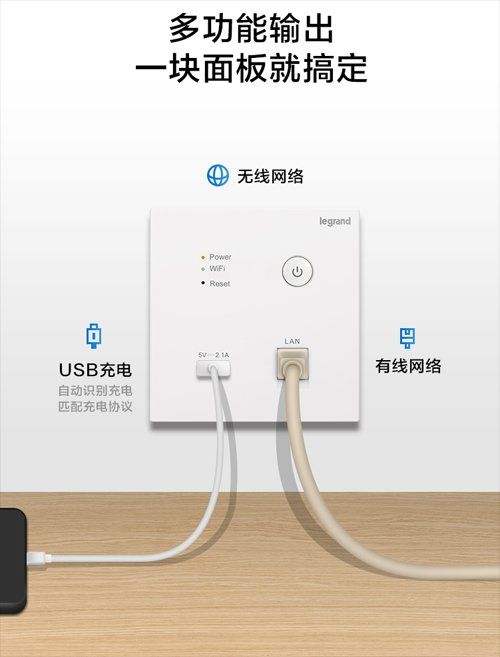 多功能输出
一块面板就搞定
无线网络
legrand
Power
WiFi
Reset
5V⎓2.1A
LAN
USB充电
自动识别充电
匹配充电协议
有线网络